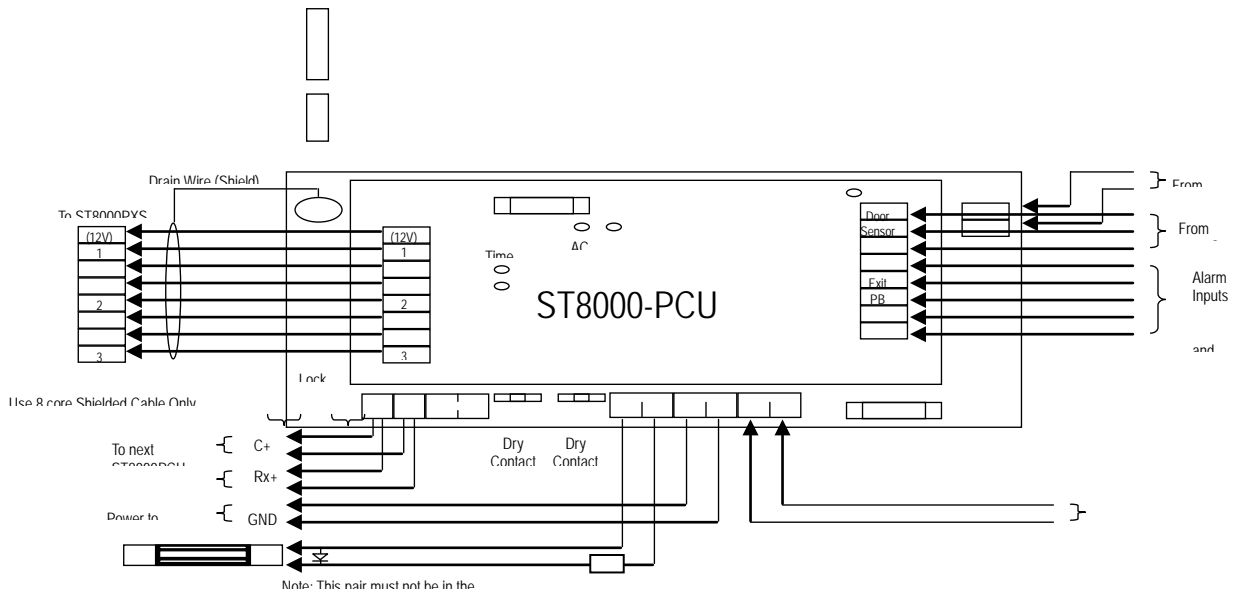 Drain Wire (Shield)
To ST8000PXS
(12V)
1
2
3
(12V)
1
2
3
Time
AC
ST8000-PCU
Door
Sensor
Exit
PB
From
From
Alarm
Inputs
and
Lock
Use 8 core Shielded Cable Only
To next
ST8000PCU
C+
Rx+
Power to
GND
Dry
Contact
Dry
Contact
Note: This pair must not be in the